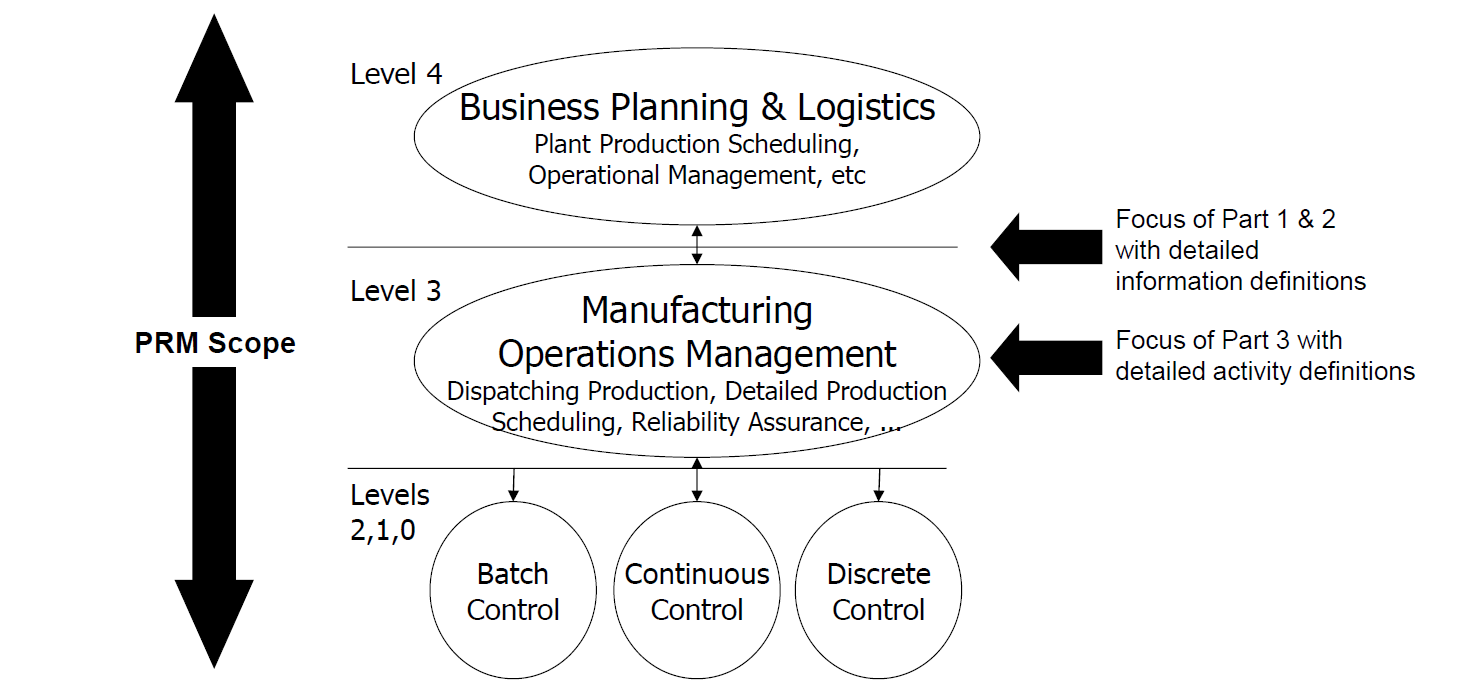 Level 4
Business Planning & Logistics
Plant Production Scheduling,
Operational Management, etc
Focus of Part 1 & 2
with detailed
information definitions
Level 3
Manufacturing
Operations Management
Dispatching Production, Detailed Production
Scheduling, Reliability Assurance, ...
PRM Scope
Focus of Part 3 with
detailed activity definitions
Levels
2,1,0
Batch
Control
Continuous
Control
Discrete
Control